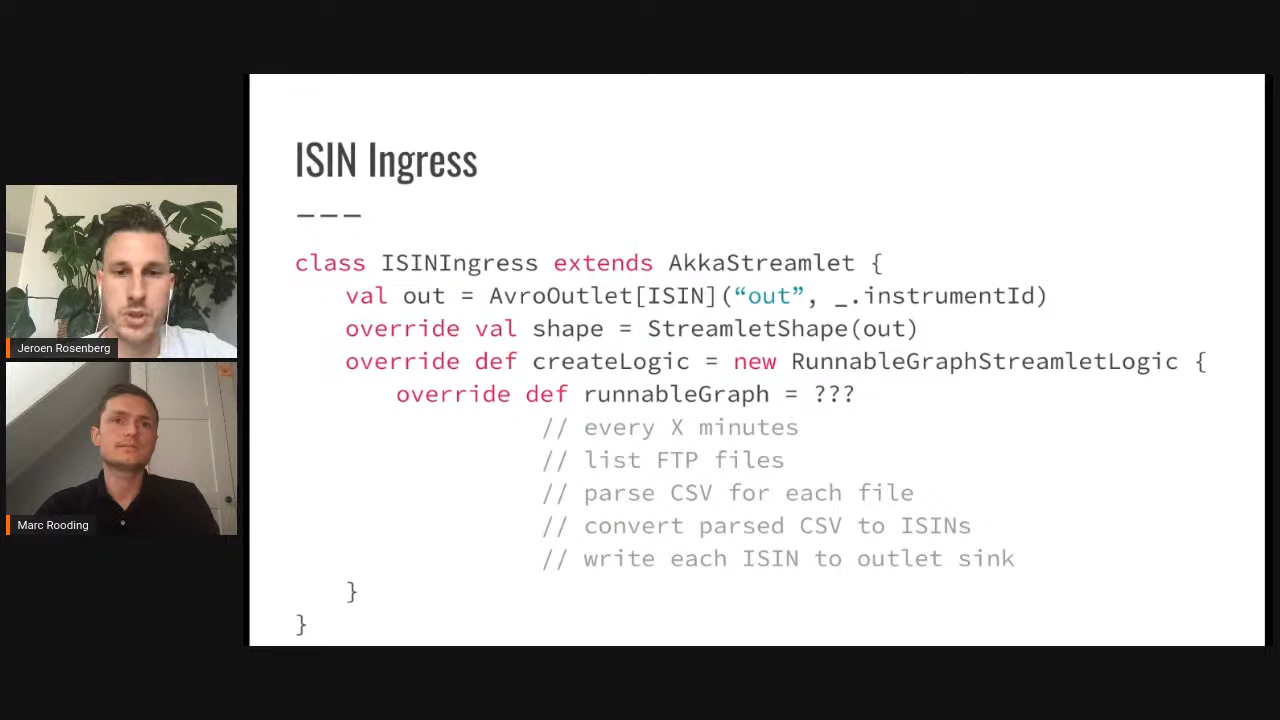 ISIN Ingress
———
class ISINIngress extends AkkaStreamlet {
    val out = AvroOutlet[ISIN](“out”, _.instrumentId)
    override val shape = StreamletShape(out)
    override def createLogic = new RunnableGraphStreamletLogic {
        override def runnableGraph = ???
            // every X minutes
            // list FTP files
            // parse CSV for each file
            // convert parsed CSV to ISINs
            // write each ISIN to outlet sink
    }
}
Jeroen Rosenberg
Marc Rooding